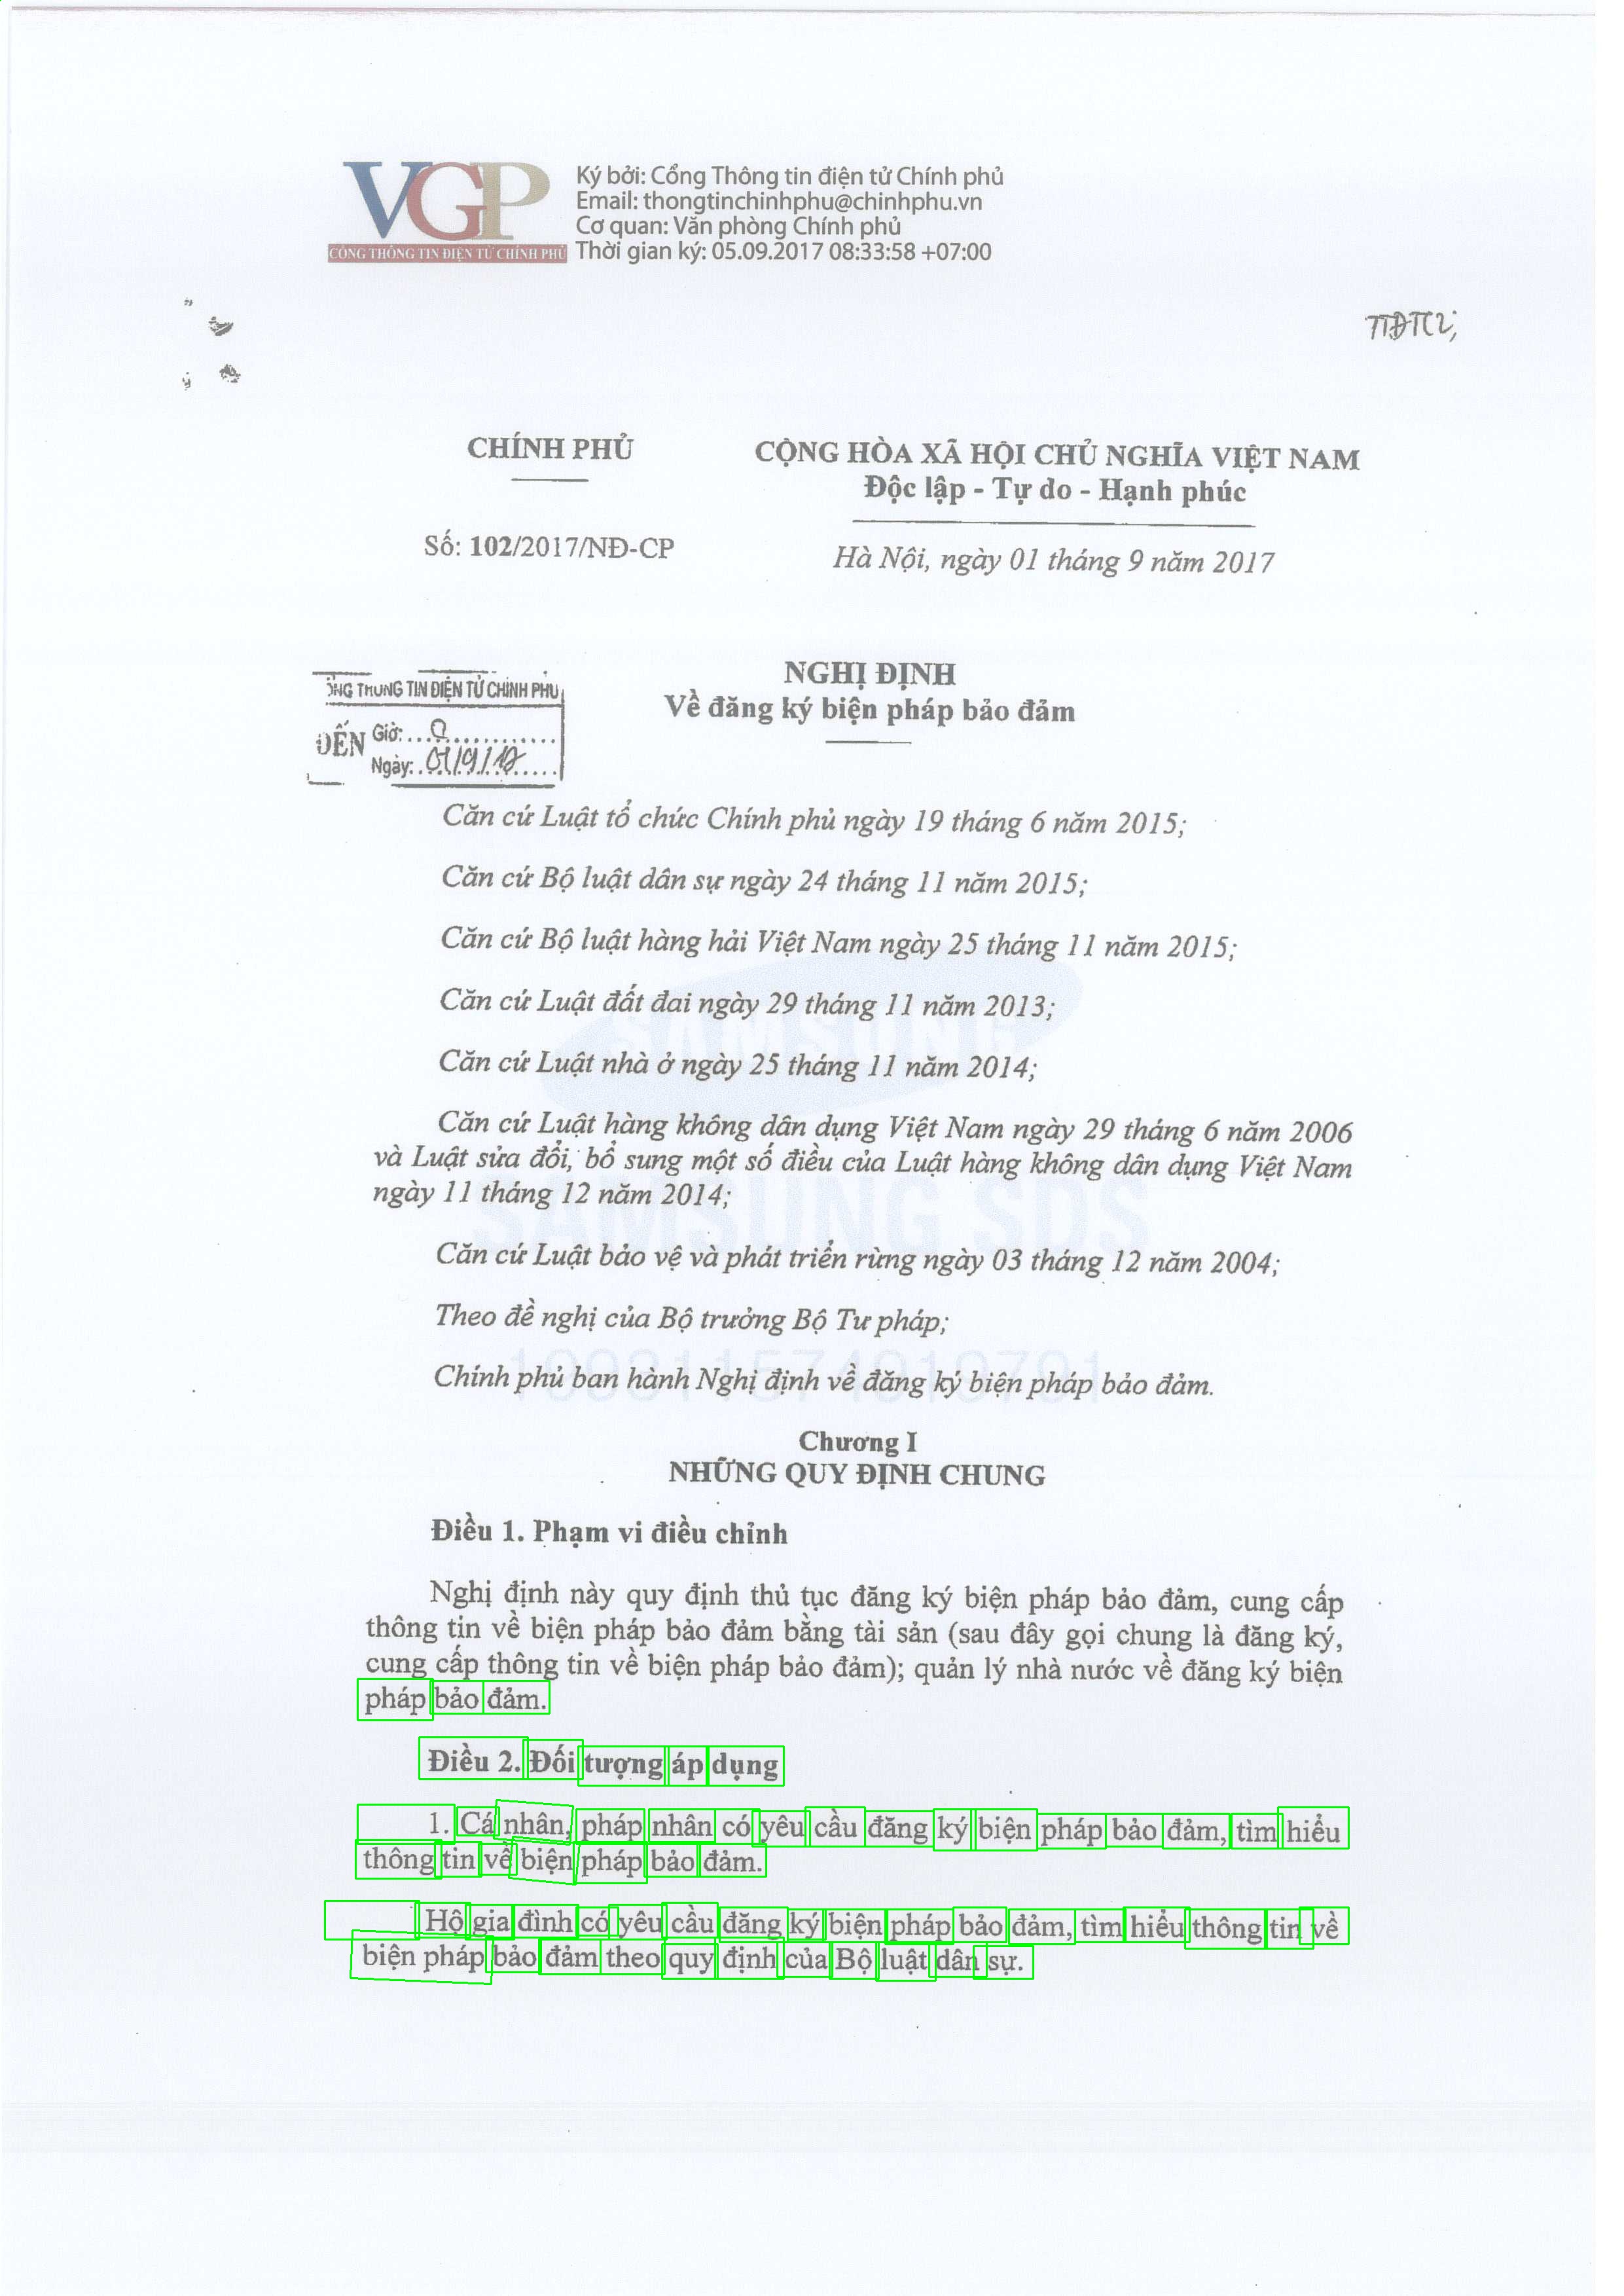 VGP
CỔNG THÔNG TIN ĐIỆN TỬ CHÍNH PHỦ
Ký bởi: Cổng Thông tin điện tử Chính phủ
Email: thongtinchinhphu@chinhphu.vn
Cơ quan: Văn phòng Chính phủ
Thời gian ký: 05.09.2017 08:33:58 +07:00
CHÍNH PHỦ
CỘNG HÒA XÃ HỘI CHỦ NGHĨA VIỆT NAM
Độc lập - Tự do - Hạnh phúc
Số: 102/2017/NĐ-CP
Hà Nội, ngày 01 tháng 9 năm 2017
NGHỊ ĐỊNH
Về đăng ký biện pháp bảo đảm
THÔNG TIN ĐIỆN TỬ CHÍNH PHỦ
ĐẾN
Giờ:
Ngày: 01/9/17
Căn cứ Luật tổ chức Chính phủ ngày 19 tháng 6 năm 2015;
Căn cứ Bộ luật dân sự ngày 24 tháng 11 năm 2015;
Căn cứ Bộ luật hàng hải Việt Nam ngày 25 tháng 11 năm 2015;
Căn cứ Luật đất đai ngày 29 tháng 11 năm 2013;
SAMSUNG
Căn cứ Luật nhà ở ngày 25 tháng 11 năm 2014;
Căn cứ Luật hàng không dân dụng Việt Nam ngày 29 tháng 6 năm 2006
và Luật sửa đổi, bổ sung một số điều của Luật hàng không dân dụng Việt Nam
ngày 11 tháng 12 năm 2014;
SAMSUNG SDS
Căn cứ Luật bảo vệ và phát triển rừng ngày 03 tháng 12 năm 2004;
Theo đề nghị của Bộ trưởng Bộ Tư pháp;
Chính phủ ban hành Nghị định về đăng ký biện pháp bảo đảm.
Chương I
NHỮNG QUY ĐỊNH CHUNG
Điều 1. Phạm vi điều chỉnh
Nghị định này quy định thủ tục đăng ký biện pháp bảo đảm, cung cấp
thông tin về biện pháp bảo đảm bằng tài sản (sau đây gọi chung là đăng ký,
cung cấp thông tin về biện pháp bảo đảm); quản lý nhà nước về đăng ký biện
pháp bảo đảm.
Điều 2. Đối tượng áp dụng
1. Cá nhân, pháp nhân có yêu cầu đăng ký biện pháp bảo đảm, tìm hiểu
thông tin về biện pháp bảo đảm.
Hộ gia đình có yêu cầu đăng ký biện pháp bảo đảm, tìm hiểu thông tin về
biện pháp bảo đảm theo quy định của Bộ luật dân sự.